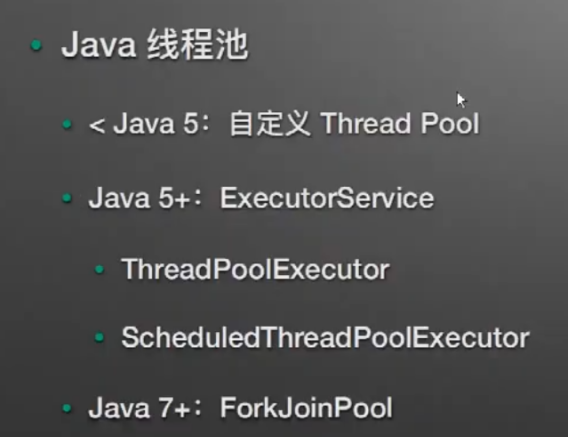 Java 线程池
< Java 5：自定义 Thread Pool
Java 5+：ExecutorService
ThreadPoolExecutor
ScheduledThreadPoolExecutor
Java 7+：ForkJoinPool